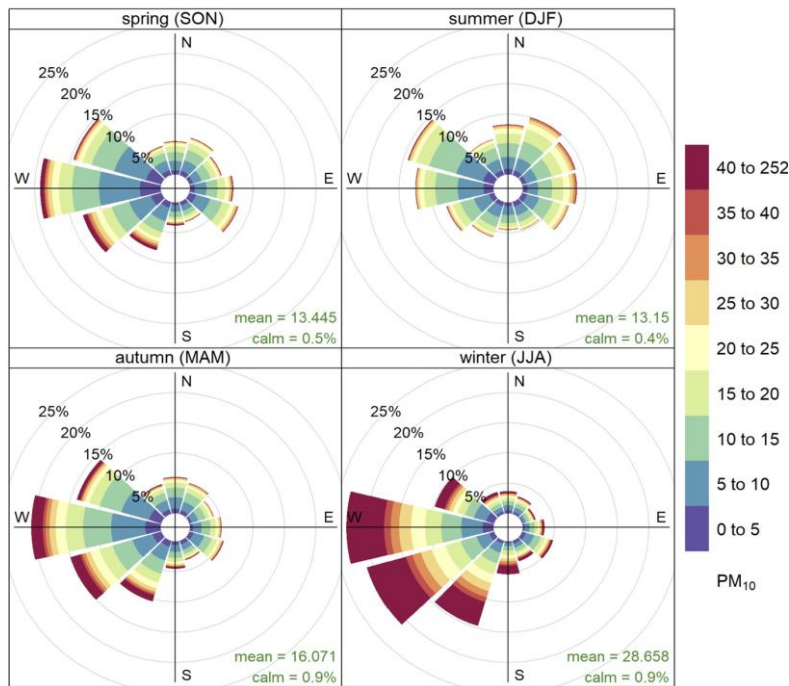 spring (SON)
N
25%
20%
15%
10%
5%
W
E
S
mean = 13.445
calm = 0.5%
summer (DJF)
N
25%
20%
15%
10%
5%
W
E
S
mean = 13.15
calm = 0.4%
autumn (MAM)
N
25%
20%
15%
10%
5%
W
E
S
mean = 16.071
calm = 0.9%
winter (JJA)
N
25%
20%
15%
10%
5%
W
E
S
mean = 28.658
calm = 0.9%
40 to 252
35 to 40
30 to 35
25 to 30
20 to 25
15 to 20
10 to 15
5 to 10
0 to 5
PM₁₀